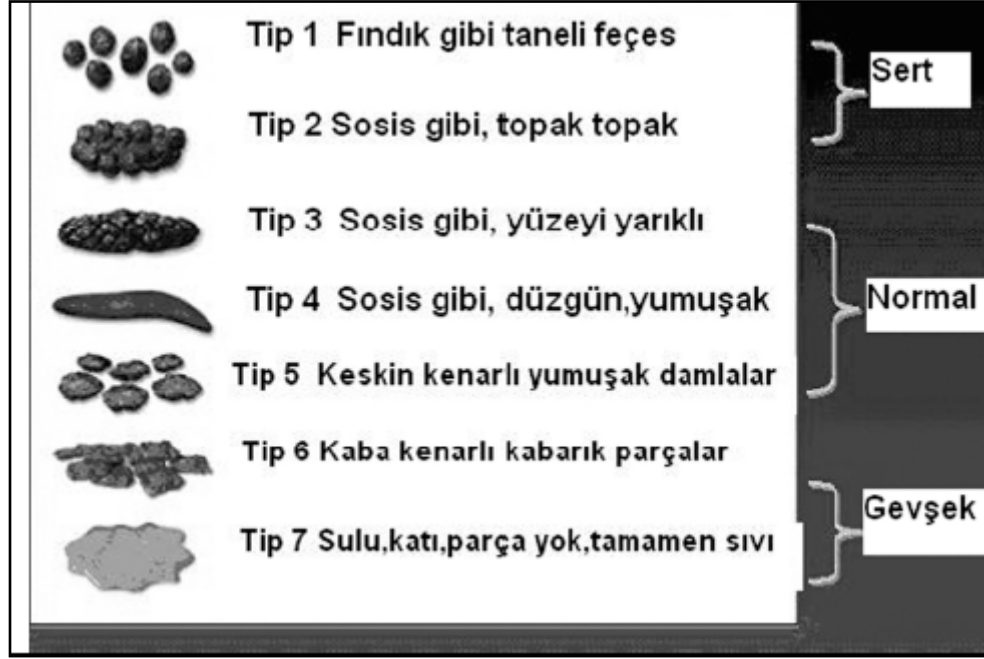 Tip 1 Fındık gibi taneli feçes
Sert
Tip 2 Sosis gibi, topak topak
Tip 3 Sosis gibi, yüzeyi yarıklı
Tip 4 Sosis gibi, düzgün,yumuşak
Normal
Tip 5 Keskin kenarlı yumuşak damlalar
Tip 6 Kaba kenarlı kabarık parçalar
Gevşek
Tip 7 Sulu,katı,parça yok,tamamen sıvı